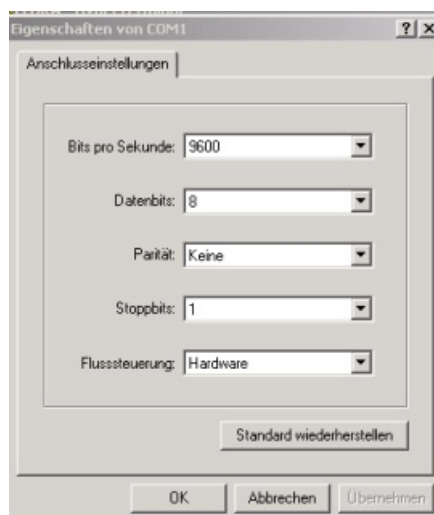 Eigenschaften von COM1
Anschlusseinstellungen
Bits pro Sekunde: 9600
Datenbits: 8
Parität: Keine
Stoppbits: 1
Flusssteuerung: Hardware
Standard wiederherstellen
OK Abbrechen Übernehmen